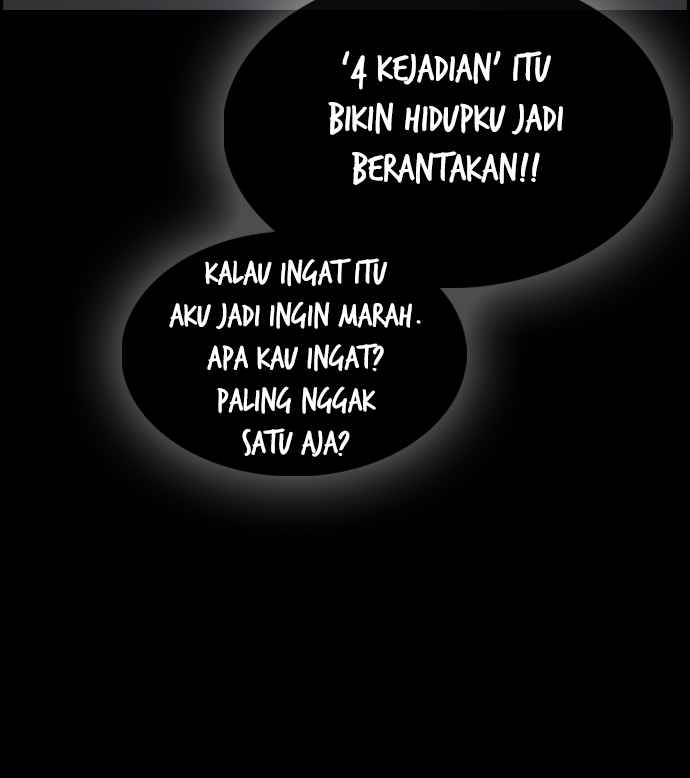 '4 KEJADIAN' ITU
BIKIN HIDUPKU JADI
BERANTAKAN!!
KALAU INGAT ITU
AKU JADI INGIN MARAH.
APA KAU INGAT?
PALING NGGAK
SATU AJA?